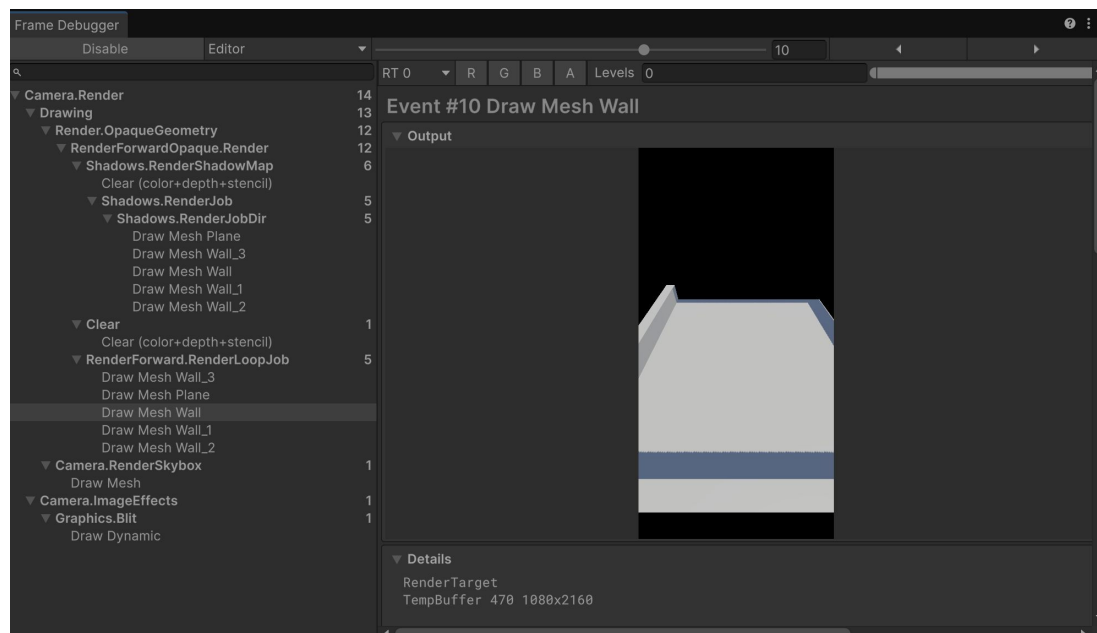 Frame Debugger
Disable Editor 10
RT 0 R G B A Levels 0
Camera.Render 14
Drawing 13
Render.OpaqueGeometry 12
RenderForwardOpaque.Render 12
Shadows.RenderShadowMap 6
Clear (color+depth+stencil)
Shadows.RenderJob 5
Shadows.RenderJobDir 5
Draw Mesh Plane
Draw Mesh Wall_3
Draw Mesh Wall
Draw Mesh Wall_1
Draw Mesh Wall_2
Clear 1
Clear (color+depth+stencil)
RenderForward.RenderLoopJob 5
Draw Mesh Wall_3
Draw Mesh Plane
Draw Mesh Wall
Draw Mesh Wall_1
Draw Mesh Wall_2
Camera.RenderSkybox 1
Draw Mesh
Camera.ImageEffects 1
Graphics.Blit 1
Draw Dynamic
Event #10 Draw Mesh Wall
Output
Details
RenderTarget
TempBuffer 470 1080x2160